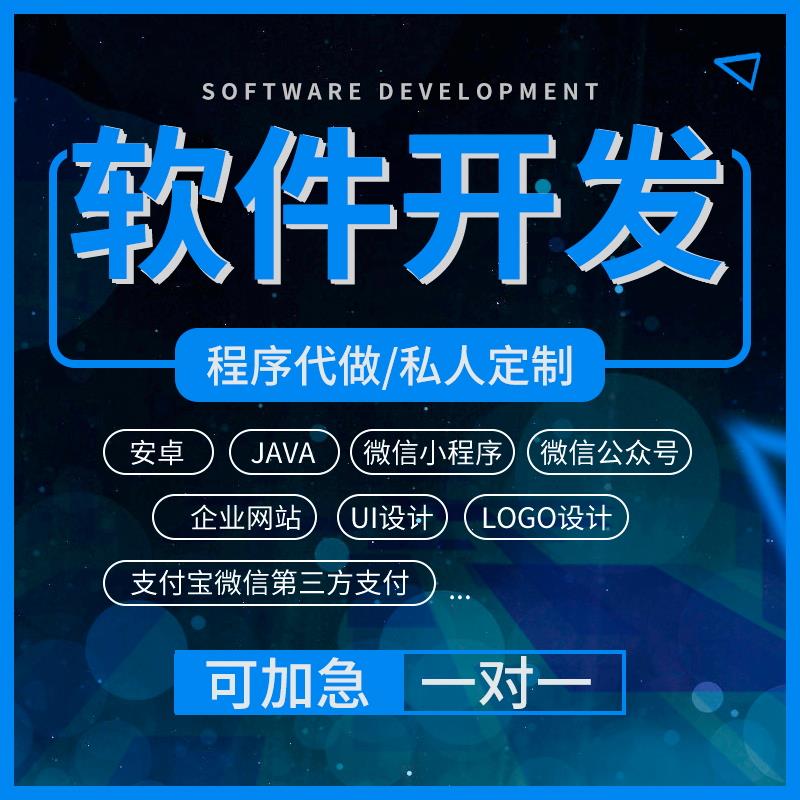 SOFTWARE DEVELOPMENT
软件开发
程序代做/私人定制
安卓 JAVA 微信小程序 微信公众号
企业网站 UI设计 LOGO设计
支付宝微信第三方支付 ...
可加急 一对一